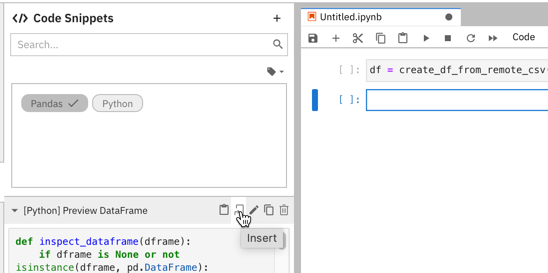 Code Snippets
+
Search...
Pandas
Python
[Python] Preview DataFrame
Insert
def inspect_dataframe(dframe):
    if dframe is None or not
isinstance(dframe, pd.DataFrame):
Untitled.ipynb
Code
[ ]: df = create_df_from_remote_csv
[ ]: